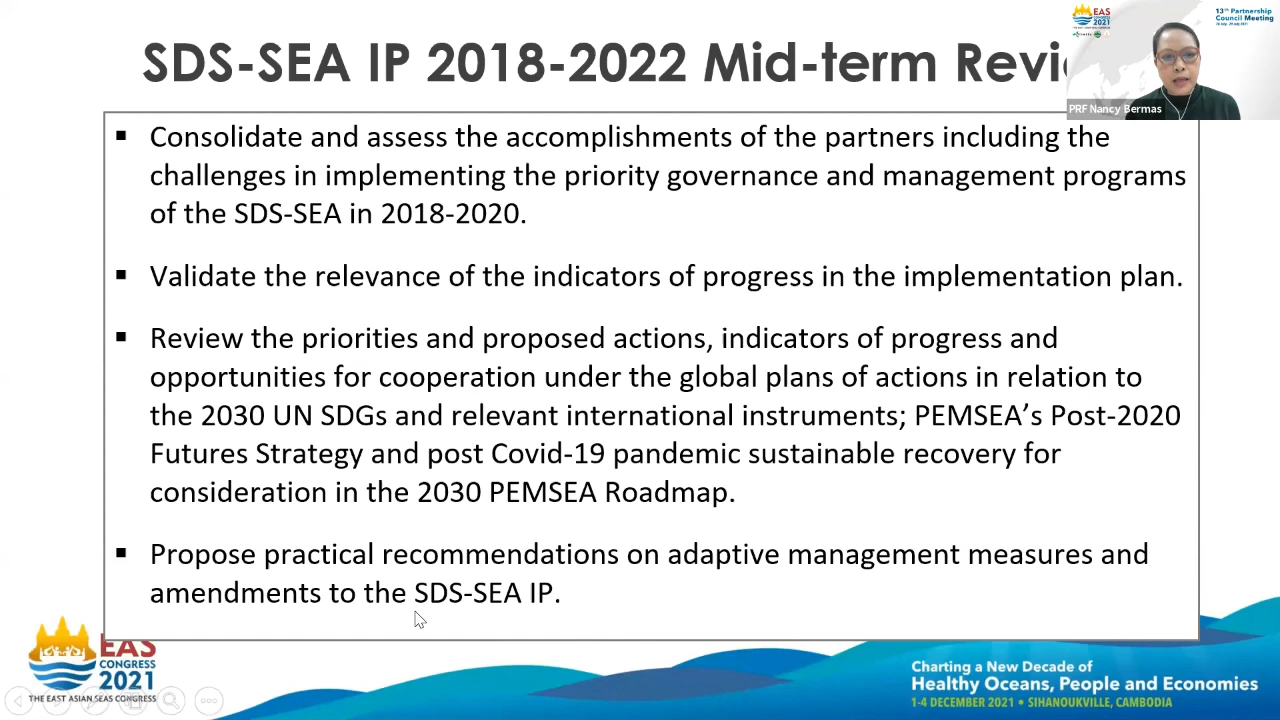 SDS-SEA IP 2018-2022 Mid-term
EAS
CONGRESS
2021
13th Partnership
Council Meeting
PRF Nancy Bermas
▪ Consolidate and assess the accomplishments of the partners including the
challenges in implementing the priority governance and management programs
of the SDS-SEA in 2018-2020.
▪ Validate the relevance of the indicators of progress in the implementation plan.
▪ Review the priorities and proposed actions, indicators of progress and
opportunities for cooperation under the global plans of actions in relation to
the 2030 UN SDGs and relevant international instruments; PEMSEA’s Post-2020
Futures Strategy and post Covid-19 pandemic sustainable recovery for
consideration in the 2030 PEMSEA Roadmap.
▪ Propose practical recommendations on adaptive management measures and
amendments to the SDS-SEA IP.
EAS
CONGRESS
2021
THE EAST ASIAN SEAS CONGRESS
Charting a New Decade of
Healthy Oceans, People and Economies
1-4 DECEMBER 2021 • SIHANOUKVILLE, CAMBODIA